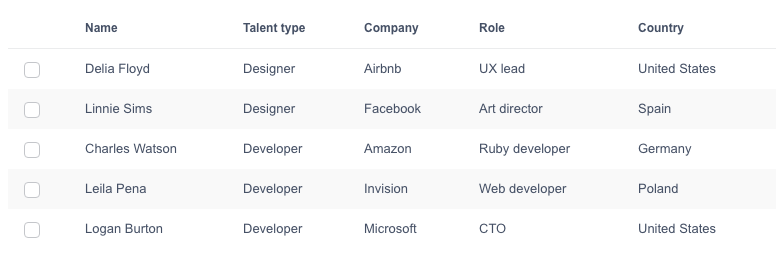 Name Talent type Company Role Country
Delia Floyd Designer Airbnb UX lead United States
Linnie Sims Designer Facebook Art director Spain
Charles Watson Developer Amazon Ruby developer Germany
Leila Pena Developer Invision Web developer Poland
Logan Burton Developer Microsoft CTO United States